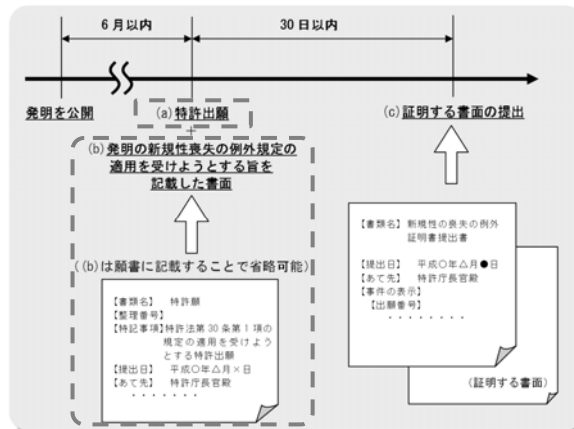 6月以内
30日以内
発明を公開
(a)特許出願
+
(b)発明の新規性喪失の例外規定の
適用を受けようとする旨を
記載した書面
(c)証明する書面の提出
((b)は願書に記載することで省略可能)
【書類名】 特許願
【整理番号】
【特記事項】特許法第30条第1項の
規定の適用を受けよう
とする特許出願
【提出日】 平成〇年△月×日
【あて先】 特許庁長官殿
・・・・・・・
【書類名】 新規性の喪失の例外
証明書提出書
【提出日】 平成〇年△月●日
【あて先】 特許庁長官殿
【事件の表示】
【出願番号】
・・・・・・・・
(証明する書面)